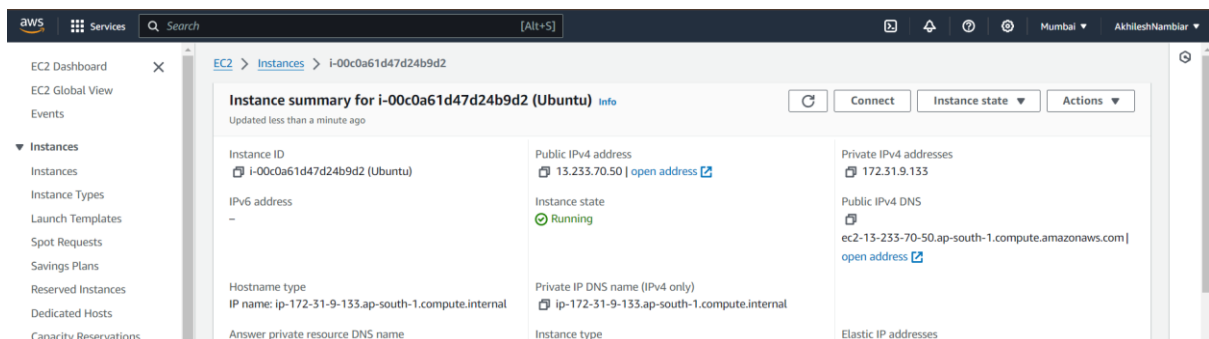 aws
Services
Search
[Alt+S]
Mumbai
AkhileshNambiar
EC2 Dashboard
EC2 Global View
Events
Instances
Instances
Instance Types
Launch Templates
Spot Requests
Savings Plans
Reserved Instances
Dedicated Hosts
Capacity Reservations
EC2 > Instances > i-00c0a61d47d24b9d2
Instance summary for i-00c0a61d47d24b9d2 (Ubuntu) Info
Updated less than a minute ago
Connect
Instance state
Actions
Instance ID
i-00c0a61d47d24b9d2 (Ubuntu)
Public IPv4 address
13.233.70.50 | open address
Private IPv4 addresses
172.31.9.133
IPv6 address
–
Instance state
Running
Public IPv4 DNS
ec2-13-233-70-50.ap-south-1.compute.amazonaws.com |
open address
Hostname type
IP name: ip-172-31-9-133.ap-south-1.compute.internal
Private IP DNS name (IPv4 only)
ip-172-31-9-133.ap-south-1.compute.internal
Answer private resource DNS name
Instance type
Elastic IP addresses